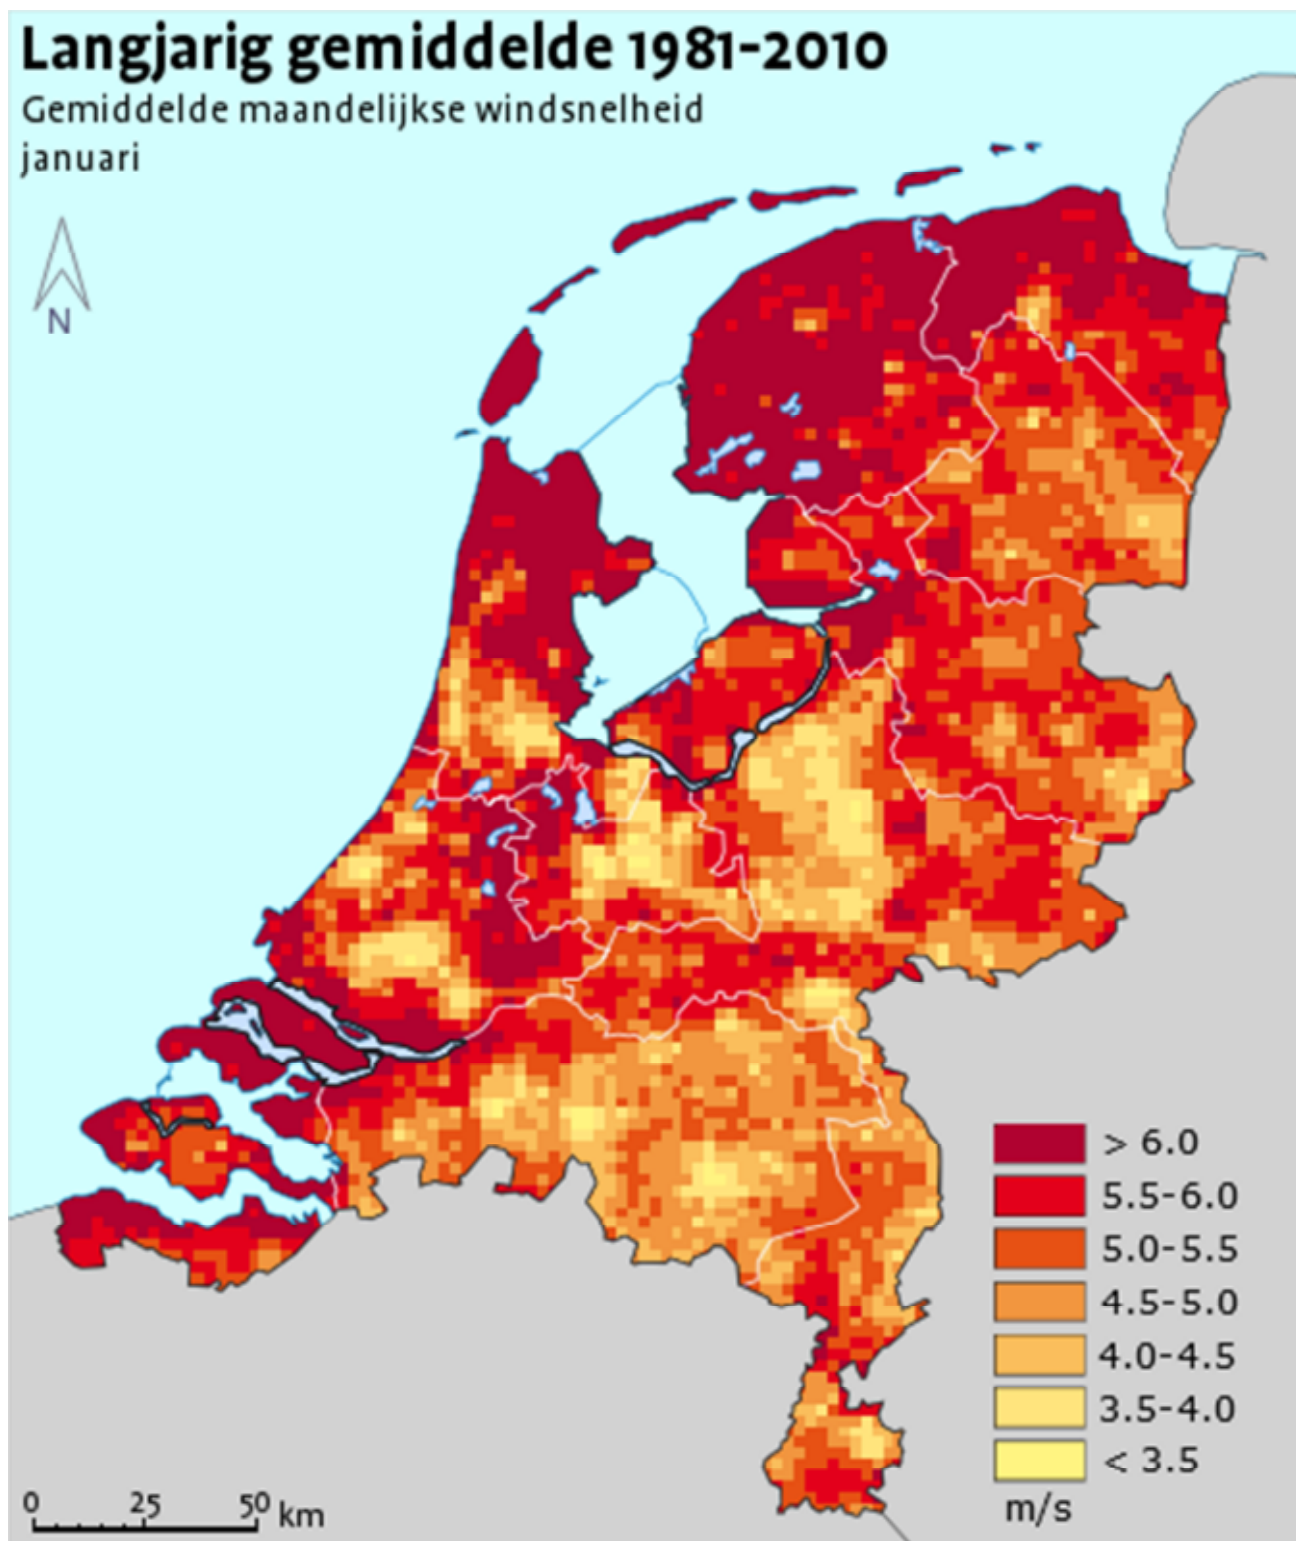 Langjarig gemiddelde 1981-2010
Gemiddelde maandelijkse windsnelheid
januari
N
> 6.0
5.5-6.0
5.0-5.5
4.5-5.0
4.0-4.5
3.5-4.0
< 3.5
m/s
0 25 50 km